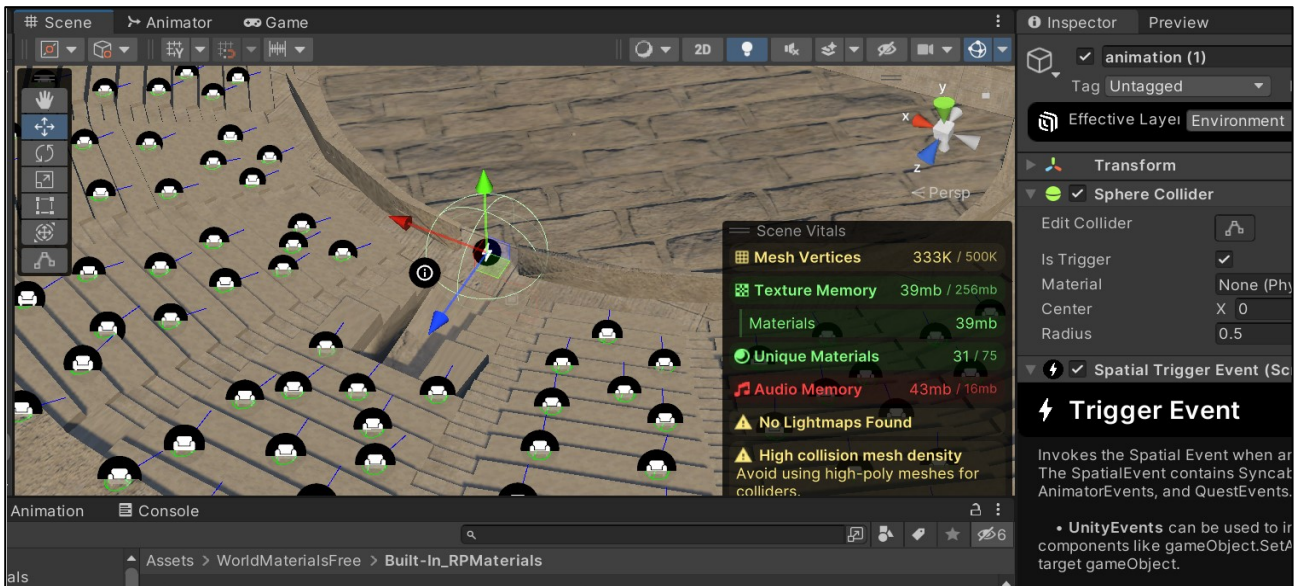 Scene Animator Game
2D
y
x
z
Persp
Scene Vitals
Mesh Vertices 333K / 500K
Texture Memory 39mb / 256mb
Materials 39mb
Unique Materials 31 / 75
Audio Memory 43mb / 16mb
No Lightmaps Found
High collision mesh density
Avoid using high-poly meshes for
colliders.
Animation Console
6
Assets > WorldMaterialsFree > Built-In_RPMaterials
als
Inspector Preview
animation (1)
Tag Untagged
Effective Layer Environment
Transform
Sphere Collider
Edit Collider
Is Trigger
Material None (Phy
Center X 0
Radius 0.5
Spatial Trigger Event (Sc
Trigger Event
Invokes the Spatial Event when ar
The SpatialEvent contains Syncab
AnimatorEvents, and QuestEvents.
• UnityEvents can be used to in
components like gameObject.SetA
target gameObject.